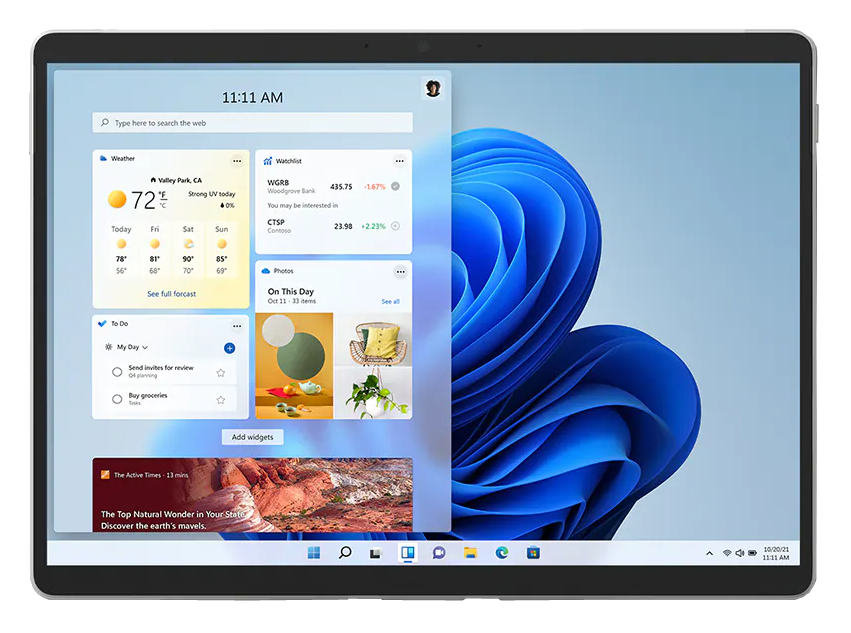 11:11 AM
Type here to search the web
Weather
Valley Park, CA
72 °F
°C
Strong UV today
0%
Today Fri Sat Sun
78° 81° 90° 85°
56° 68° 70° 69°
See full forcast
Watchlist
WGRB 435.75 -1.67%
Woodgrove Bank
You may be interested in
CTSP 23.98 +2.23%
Contoso
Photos
On This Day
Oct 11 · 33 items See all
To Do
My Day
Send invites for review
Q4 planning
Buy groceries
Tasks
Add widgets
The Active Times · 13 mins
The Top Natural Wonder in Your State
Discover the earth's mavels.
10/20/21
11:11 AM